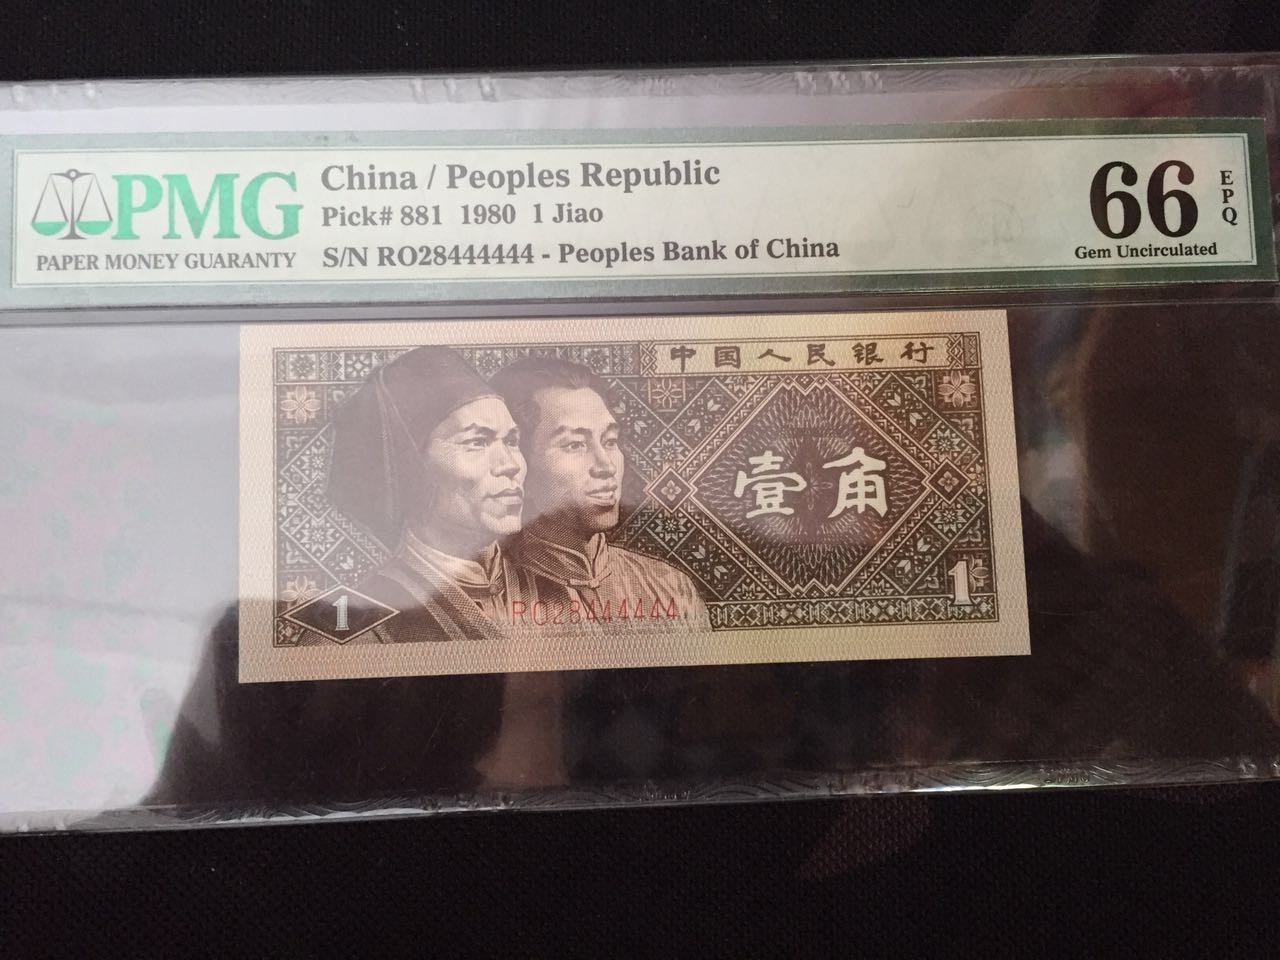 PMG
PAPER MONEY GUARANTY
China / Peoples Republic
Pick# 881 1980 1 Jiao
S/N RO28444444 - Peoples Bank of China
66
EPQ
Gem Uncirculated
中国人民银行
壹角
1
RO28444444
1